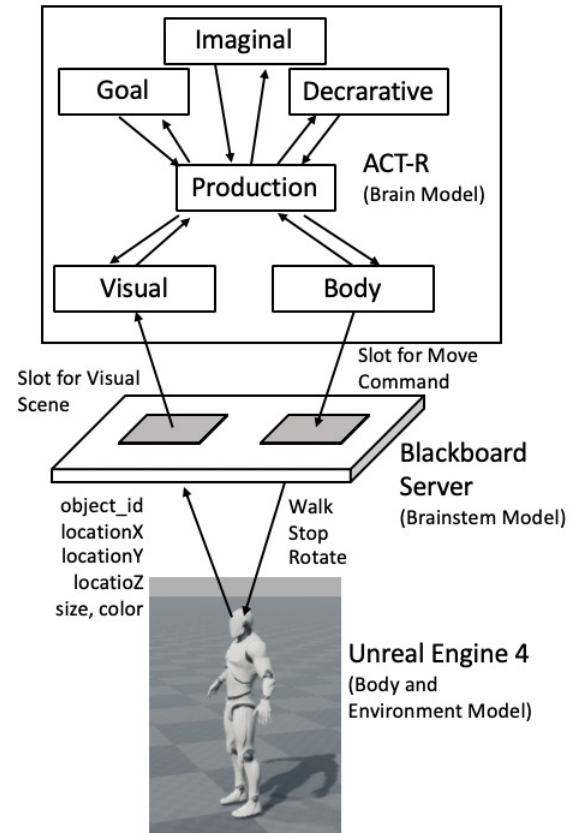 Imaginal
Goal
Decrarative
Production
ACT-R
(Brain Model)
Visual
Body
Slot for Visual
Scene
Slot for Move
Command
Blackboard
Server
(Brainstem Model)
object_id
locationX
locationY
locatioZ
size, color
Walk
Stop
Rotate
Unreal Engine 4
(Body and
Environment Model)